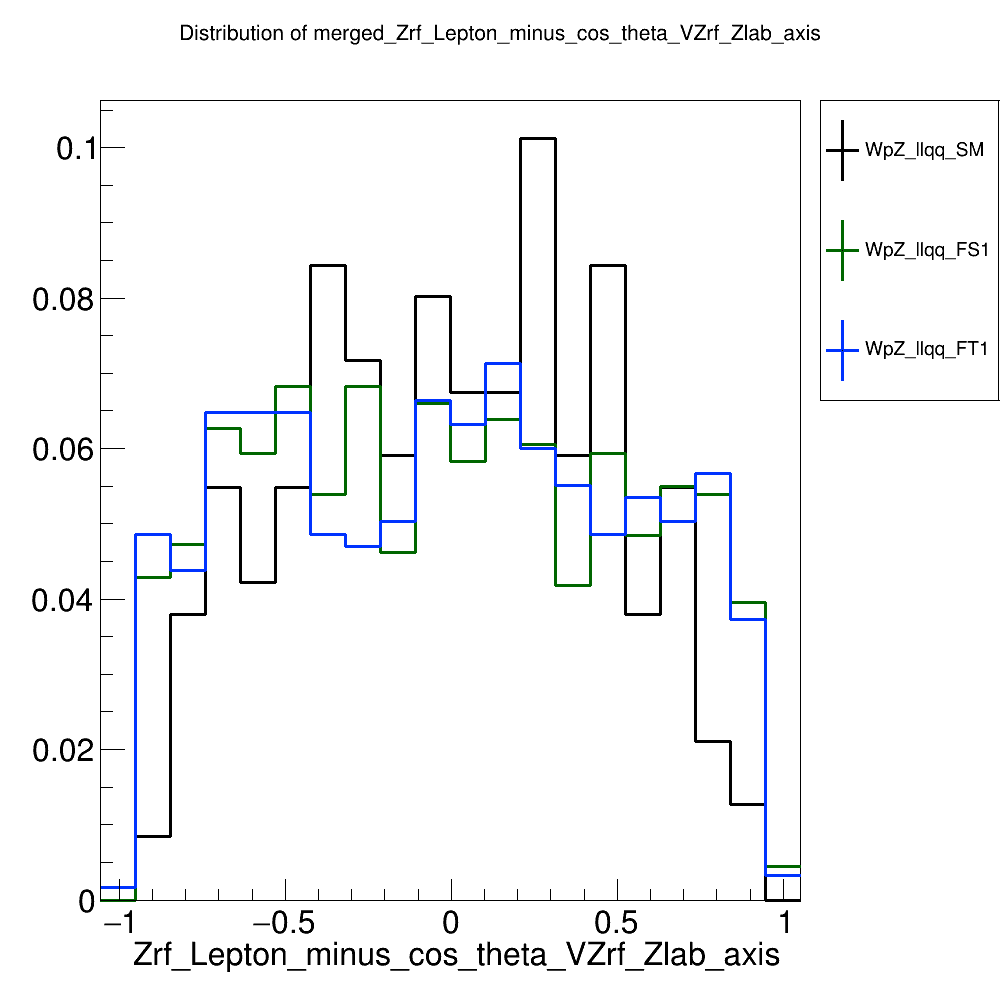 Distribution of merged_Zrf_Lepton_minus_cos_theta_VZrf_Zlab_axis
WpZ_llqq_SM
WpZ_llqq_FS1
WpZ_llqq_FT1
0.1
0.08
0.06
0.04
0.02
0
−1 −0.5 0 0.5 1
Zrf_Lepton_minus_cos_theta_VZrf_Zlab_axis